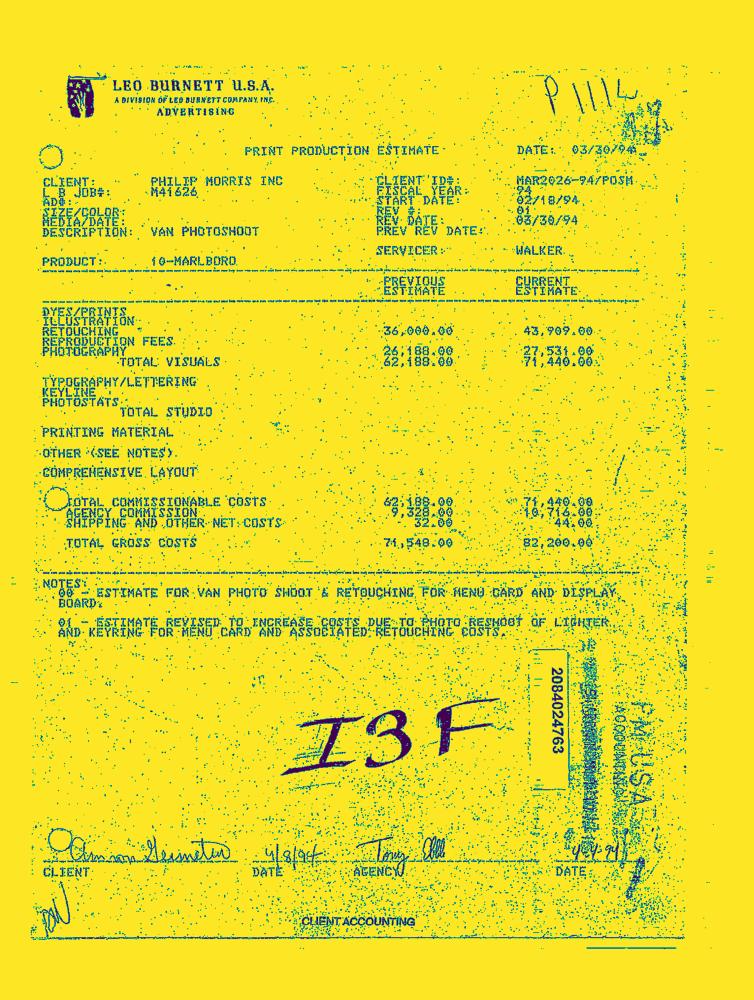 LEO BURNETT U.S.A.
A DIVISION OF LEO BURNETT COMPANY, INC.
ADVERTISING
P 111L
PRINT PRODUCTION ESTIMATE DATE: 03/30/94
CLIENT: PHILIP MORRIS INC CLIENT ID#: MAR2026-94/POSM
L B JOB#: M41626 FISCAL YEAR: 94
AD#: START DATE: 02/18/94
SIZE/COLOR: REV #: 01
MEDIA/DATE: REV DATE: 03/30/94
DESCRIPTION: VAN PHOTOSHOOT PREV REV DATE:
SERVICER: WALKER
PRODUCT: 10-MARLBORO
PREVIOUS CURRENT
ESTIMATE ESTIMATE
DYES/PRINTS
ILLUSTRATION
RETOUCHING 36,000.00 43,909.00
REPRODUCTION FEES
PHOTOGRAPHY 26,188.00 27,531.00
TOTAL VISUALS 62,188.00 71,440.00
TYPOGRAPHY/LETTERING
KEYLINE
PHOTOSTATS
TOTAL STUDIO
PRINTING MATERIAL
OTHER (SEE NOTES)
COMPREHENSIVE LAYOUT
TOTAL COMMISSIONABLE COSTS 62,188.00 71,440.00
AGENCY COMMISSION 9,328.00 10,716.00
SHIPPING AND OTHER NET COSTS 32.00 44.00
TOTAL GROSS COSTS 71,548.00 82,200.00
NOTES:
00 - ESTIMATE FOR VAN PHOTO SHOOT & RETOUCHING FOR MENU CARD AND DISPLAY
BOARD.
01 - ESTIMATE REVISED TO INCREASE COSTS DUE TO PHOTO RESHOOT OF LIGHTER
AND KEYRING FOR MENU CARD AND ASSOCIATED RETOUCHING COSTS.
2084024763
P.M. USA
I3F
4/8/94 Tony
CLIENT DATE AGENCY DATE
CLIENT ACCOUNTING